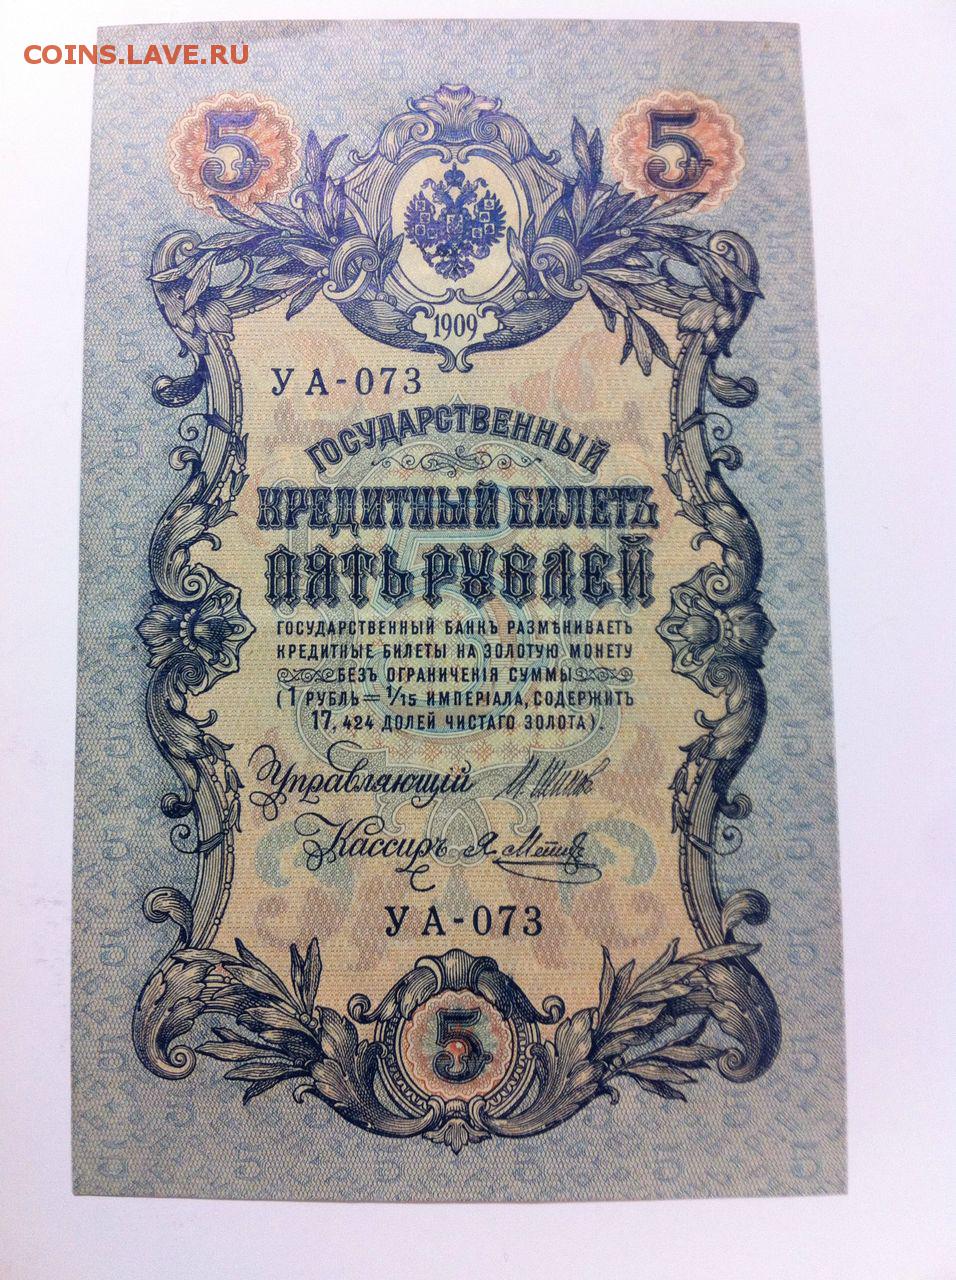 COINS.LAVE.RU
5 5
1909
УА-073
ГОСУДАРСТВЕННЫЙ
КРЕДИТНЫЙ БИЛЕТЪ
ПЯТЬ РУБЛЕЙ
ГОСУДАРСТВЕННЫЙ БАНКЪ РАЗМѢНИВАЕТЪ
КРЕДИТНЫЕ БИЛЕТЫ НА ЗОЛОТУЮ МОНЕТУ
БЕЗЪ ОГРАНИЧЕНІЯ СУММЫ
(1 РУБЛЬ = 1/15 ИМПЕРІАЛА, СОДЕРЖИТЪ
17,424 ДОЛЕЙ ЧИСТАГО ЗОЛОТА).
Управляющій
Кассиръ
УА-073
5